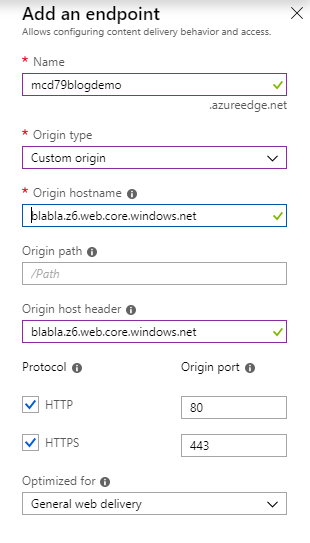 Add an endpoint
Allows configuring content delivery behavior and access.
* Name
mcd79blogdemo
.azureedge.net
* Origin type
Custom origin
* Origin hostname
blabla.z6.web.core.windows.net
Origin path
/Path
Origin host header
blabla.z6.web.core.windows.net
Protocol Origin port
HTTP 80
HTTPS 443
Optimized for
General web delivery